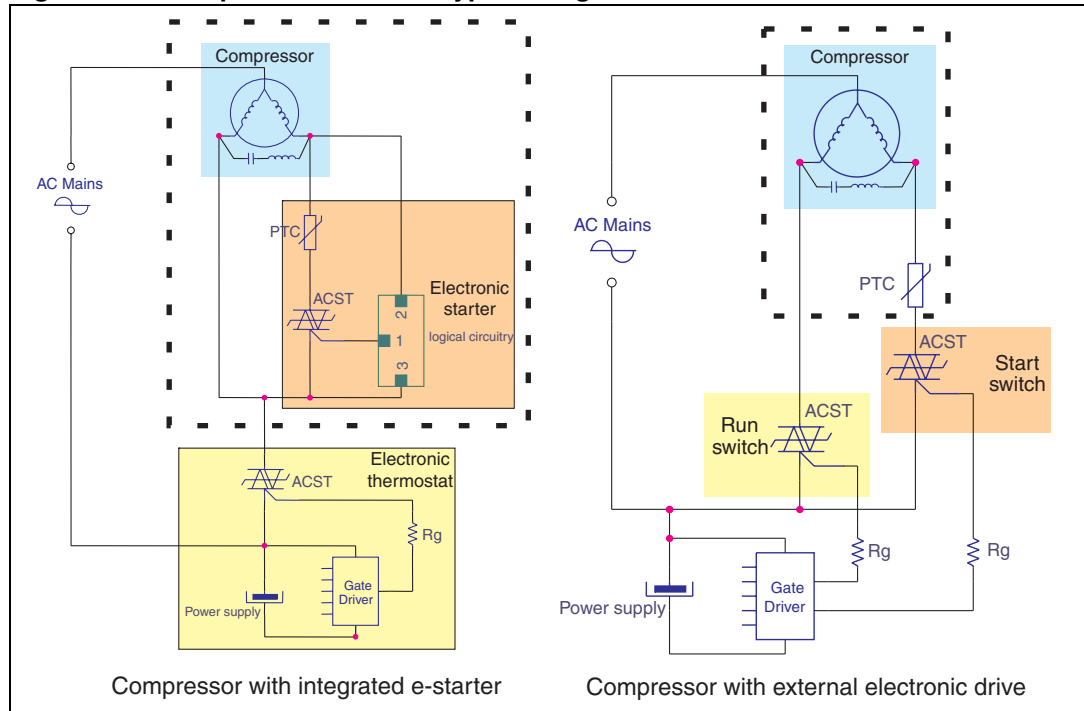 Compressor
AC Mains
PTC
ACST
Electronic
starter
logical circuitry
2
1
3
Electronic
thermostat
ACST
Rg
Gate
Driver
Power supply
Compressor with integrated e-starter
Compressor
AC Mains
PTC
ACST
Start
switch
ACST
Run
switch
Rg
Rg
Gate
Driver
Power supply
Compressor with external electronic drive